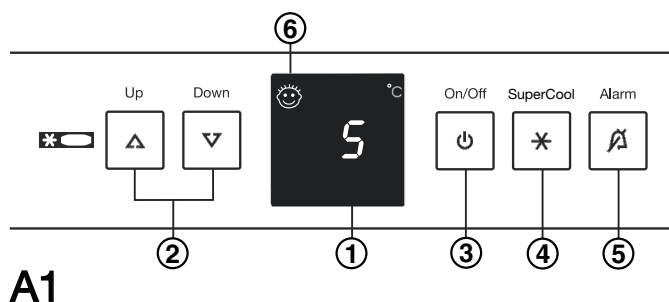 ⑥
Up Down °C On/Off SuperCool Alarm
5
② ① ③ ④ ⑤
A1